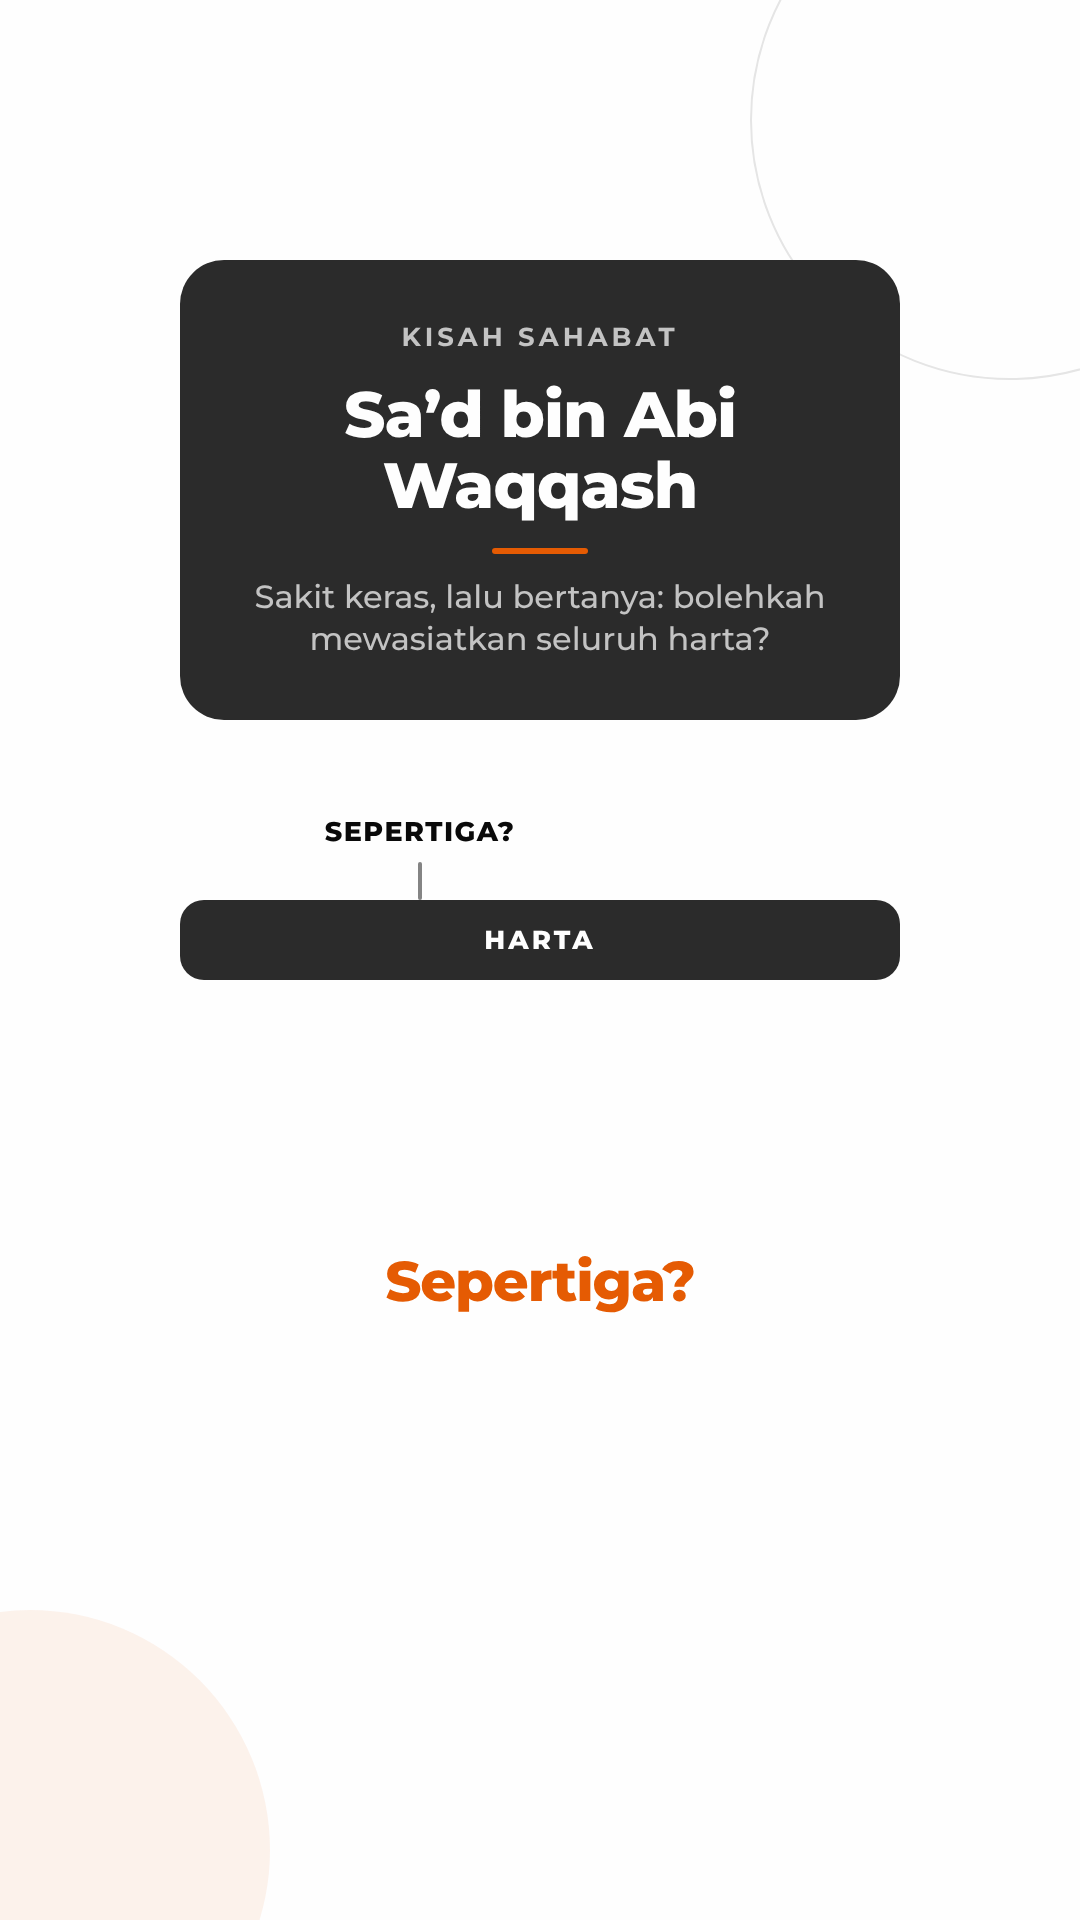 KISAH SAHABAT
Sa’d bin Abi
Waqqash
Sakit keras, lalu bertanya: bolehkah
mewasiatkan seluruh harta?
SEPERTIGA?
HARTA
Sepertiga?